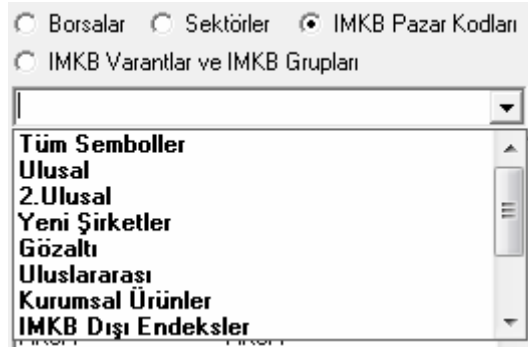 Borsalar Sektörler IMKB Pazar Kodları
IMKB Varantlar ve IMKB Grupları
Tüm Semboller
Ulusal
2.Ulusal
Yeni Şirketler
Gözaltı
Uluslararası
Kurumsal Ürünler
IMKB Dışı Endeksler